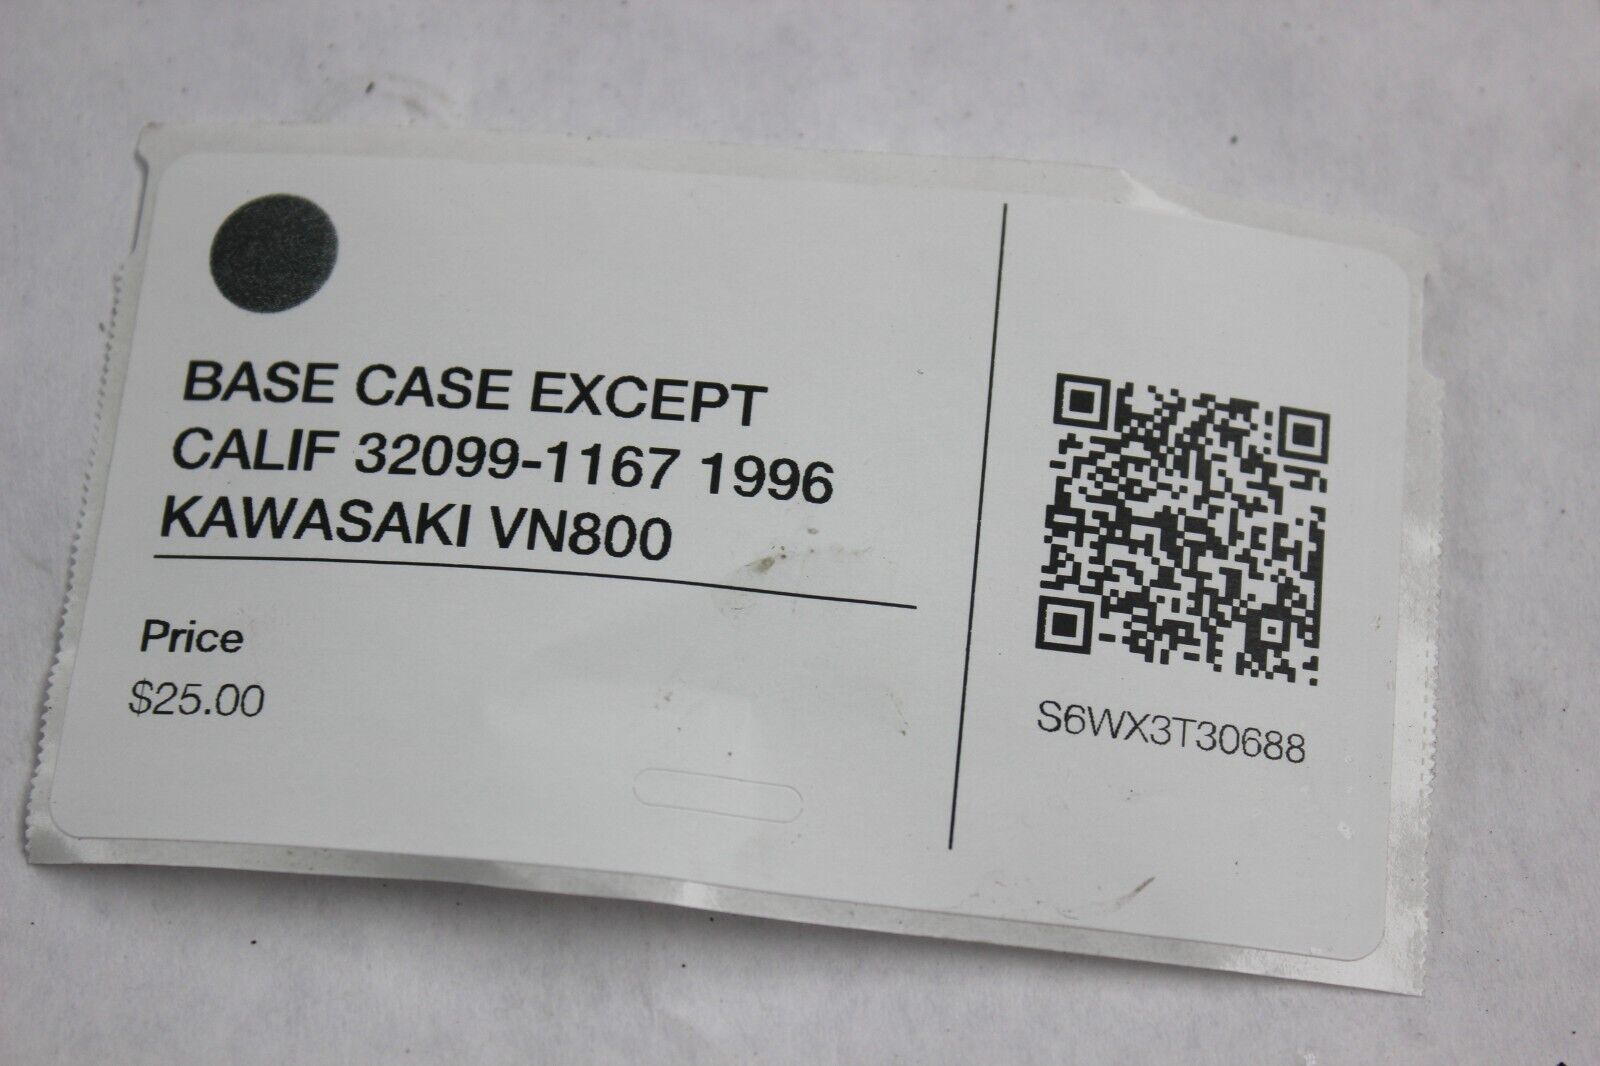 BASE CASE EXCEPT
CALIF 32099-1167 1996
KAWASAKI VN800
Price
$25.00
S6WX3T30688